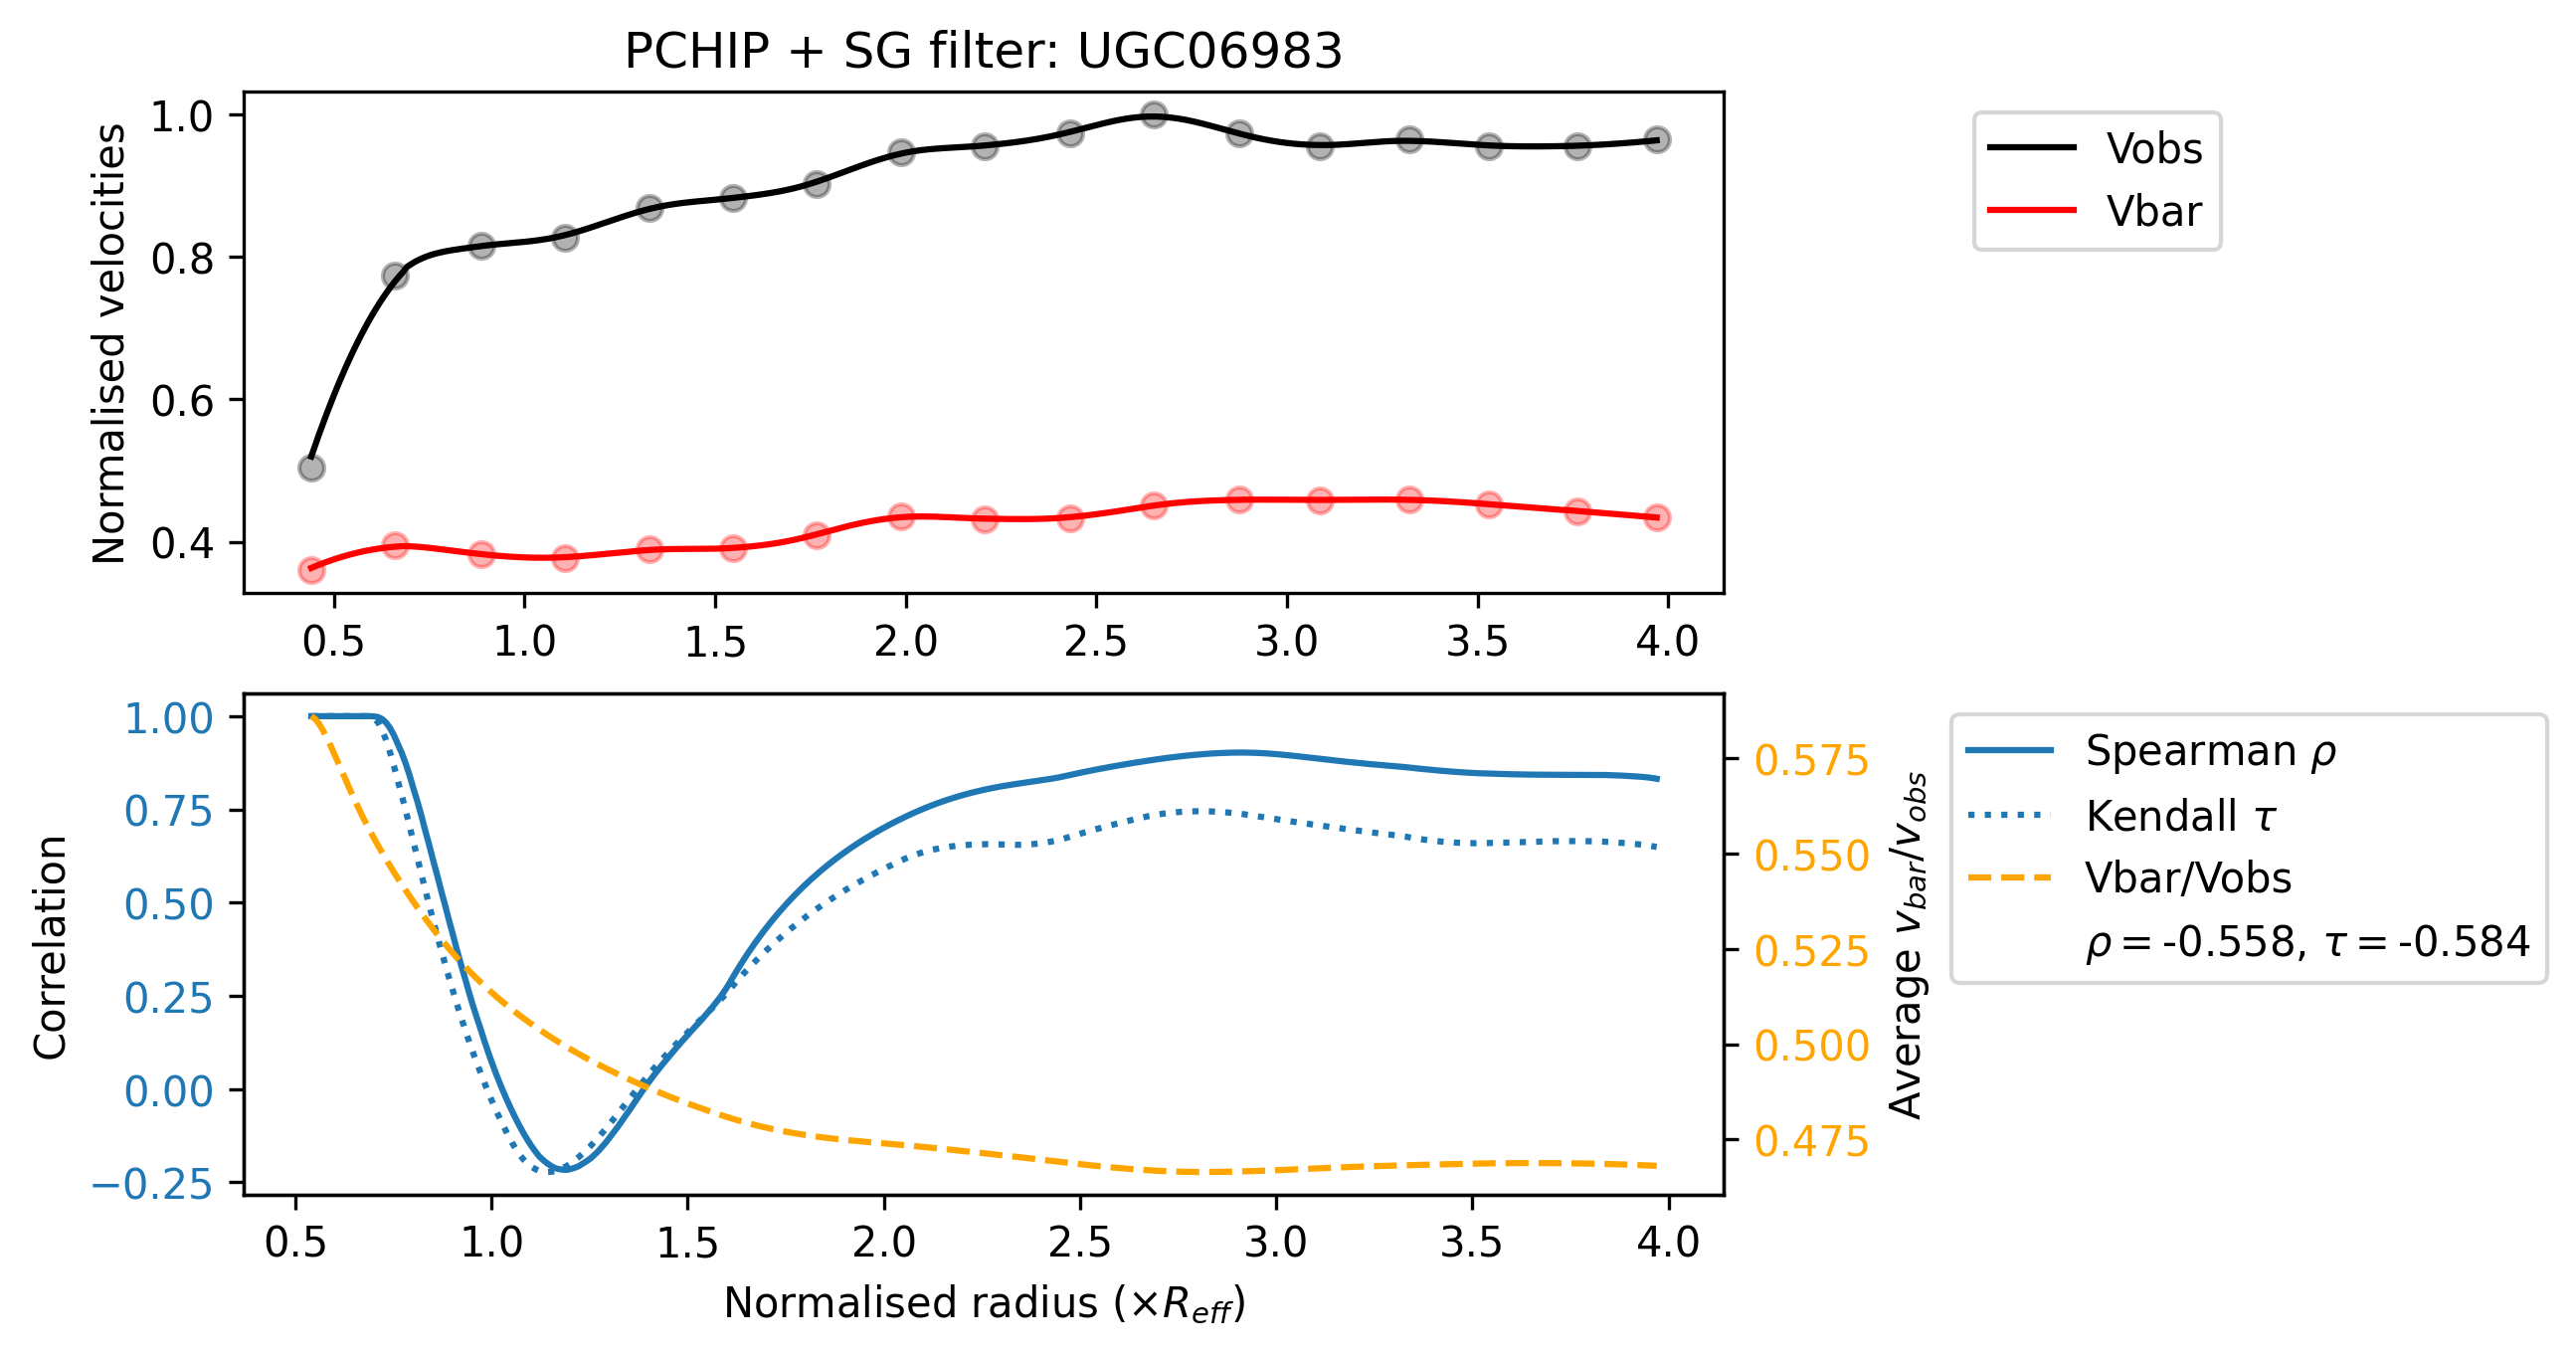 PCHIP + SG filter: UGC06983
Normalised velocities
1.0
0.8
0.6
0.4
0.5 1.0 1.5 2.0 2.5 3.0 3.5 4.0
Vobs
Vbar
Correlation
1.00
0.75
0.50
0.25
0.00
−0.25
0.575
0.550
0.525
0.500
0.475
Average v_bar/v_obs
0.5 1.0 1.5 2.0 2.5 3.0 3.5 4.0
Normalised radius (×R_eff)
Spearman ρ
Kendall τ
Vbar/Vobs
ρ = -0.558, τ = -0.584